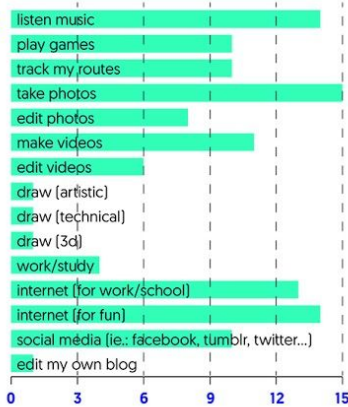 listen music
play games
track my routes
take photos
edit photos
make videos
edit videos
draw (artistic)
draw (technical)
draw (3d)
work/study
internet (for work/school)
internet (for fun)
social media (ie.: facebook, tumblr, twitter...)
edit my own blog
0 3 6 9 12 15